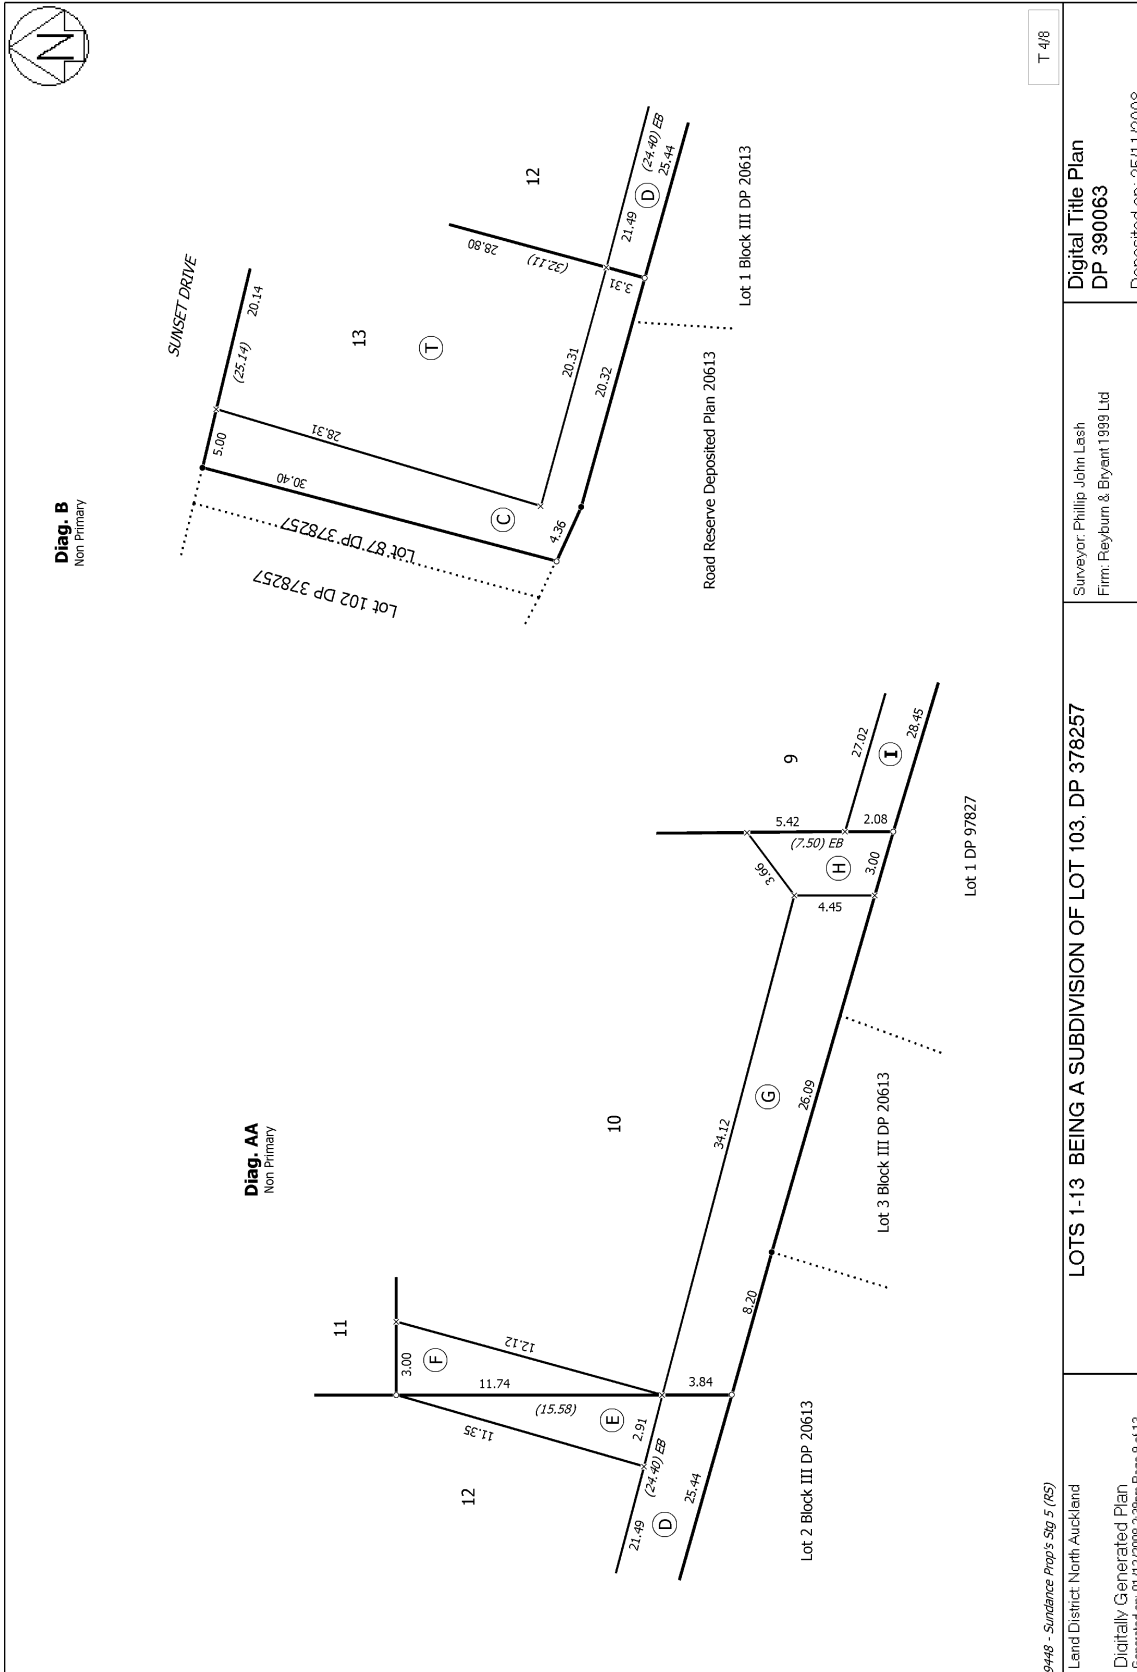 N
T 4/8
Diag. B
Non Primary
SUNSET DRIVE
20.14
(25.14)
5.00
28.31
30.40
Lot 87 DP 378257
Lot 102 DP 378257
13
T
C
4.36
20.31
20.32
3.31
(32.11)
28.80
12
21.49
D
(24.40) EB
25.44
Lot 1 Block III DP 20613
Road Reserve Deposited Plan 20613
Diag. AA
Non Primary
11
3.00
F
12.12
11.74
(15.58)
11.35
E
2.91
3.84
12
(24.40) EB
21.49
D
25.44
8.20
Lot 2 Block III DP 20613
10
34.12
G
26.09
Lot 3 Block III DP 20613
9
5.42
(7.50) EB
3.66
H
4.45
3.00
2.08
27.02
I
28.45
Lot 1 DP 97827
9448 - Sundance Prop's Stg 5 (RS)
Land District: North Auckland
Digitally Generated Plan
LOTS 1-13 BEING A SUBDIVISION OF LOT 103, DP 378257
Surveyor: Phillip John Lash
Firm: Reyburn & Bryant 1999 Ltd
Digital Title Plan
DP 390063
Deposited on: 25/11/2008